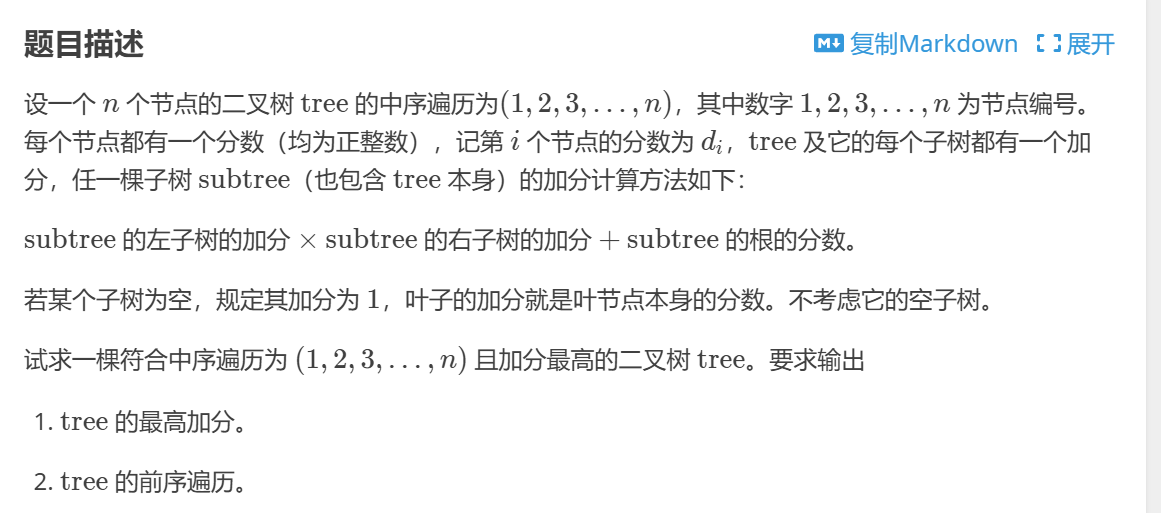 题目描述 复制Markdown 展开
设一个 n 个节点的二叉树 tree 的中序遍历为(1, 2, 3, . . . , n)，其中数字 1, 2, 3, . . . , n 为节点编号。
每个节点都有一个分数（均为正整数），记第 i 个节点的分数为 dᵢ，tree 及它的每个子树都有一个加
分，任一棵子树 subtree（也包含 tree 本身）的加分计算方法如下：
subtree 的左子树的加分 × subtree 的右子树的加分 + subtree 的根的分数。
若某个子树为空，规定其加分为 1，叶子的加分就是叶节点本身的分数。不考虑它的空子树。
试求一棵符合中序遍历为 (1, 2, 3, . . . , n) 且加分最高的二叉树 tree。要求输出
1. tree 的最高加分。
2. tree 的前序遍历。